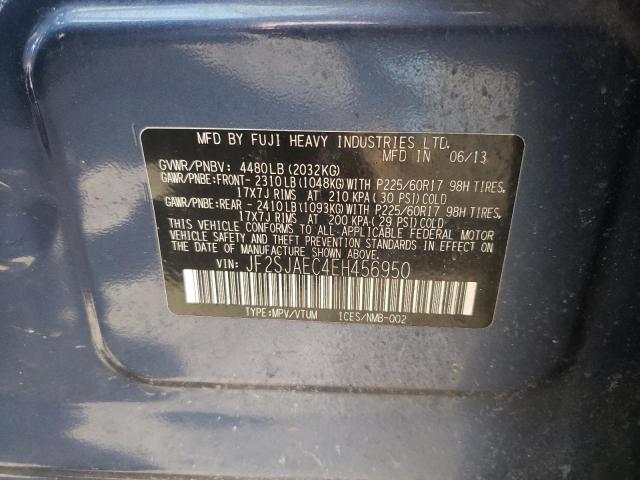 MFD BY FUJI HEAVY INDUSTRIES LTD.
MFD IN 06/13
GVWR/PNBV: 4480LB (2032KG)
GAWR/PNBE:FRONT-2310LB (1048KG) WITH P225/60R17 98H TIRES,
17X7J RIMS AT 210 KPA (30 PSI) COLD
GAWR/PNBE:REAR -2410LB (1093KG) WITH P225/60R17 98H TIRES,
17X7J RIMS AT 200 KPA (29 PSI) COLD
THIS VEHICLE CONFORMS TO ALL APPLICABLE FEDERAL MOTOR
VEHICLE SAFETY AND THEFT PREVENTION STANDARDS IN EFFECT ON
THE DATE OF MANUFACTURE SHOWN ABOVE.
VIN: JF2SJAEC4EH456950
TYPE:MPV/VTUM ICES/NMB-002